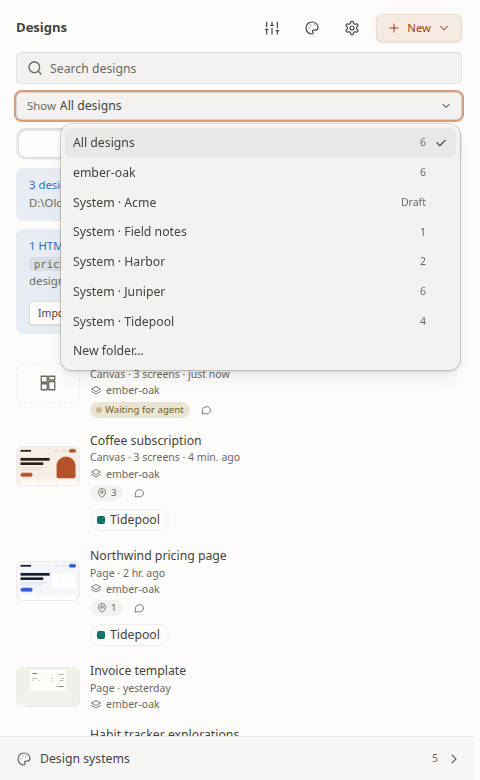 Designs
New
Search designs
Show All designs
All designs 6
ember-oak 6
System · Acme Draft
System · Field notes 1
System · Harbor 2
System · Juniper 6
System · Tidepool 4
New folder...
3 desi
D:\Old
1 HTM
pric
design
Impo
Canvas · 3 screens · just now
ember-oak
Waiting for agent
Coffee subscription
Canvas · 3 screens · 4 min. ago
ember-oak
3
Tidepool
Northwind pricing page
Page · 2 hr. ago
ember-oak
1
Tidepool
Invoice template
Page · yesterday
ember-oak
Habit tracker explorations
Design systems 5